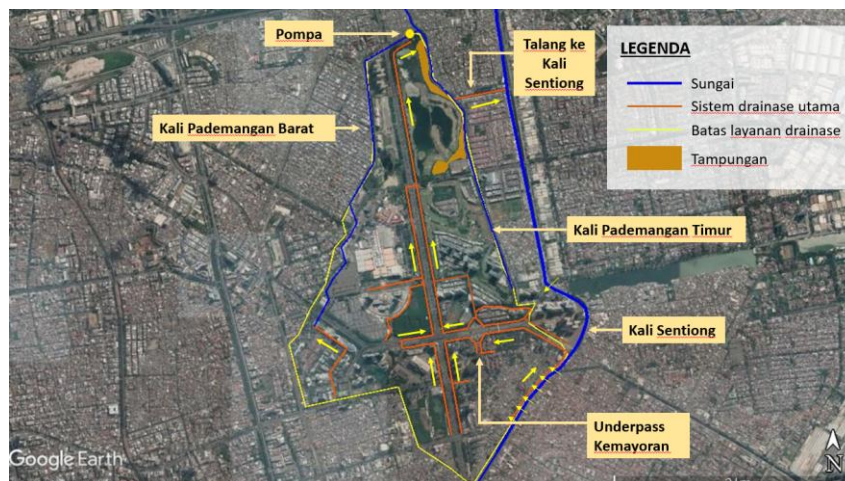 Pompa
Talang ke
Kali
Sentiong
LEGENDA
Sungai
Sistem drainase utama
Batas layanan drainase
Tampungan
Kali Pademangan Barat
Kali Pademangan Timur
Kali Sentiong
Underpass
Kemayoran
Google Earth
N